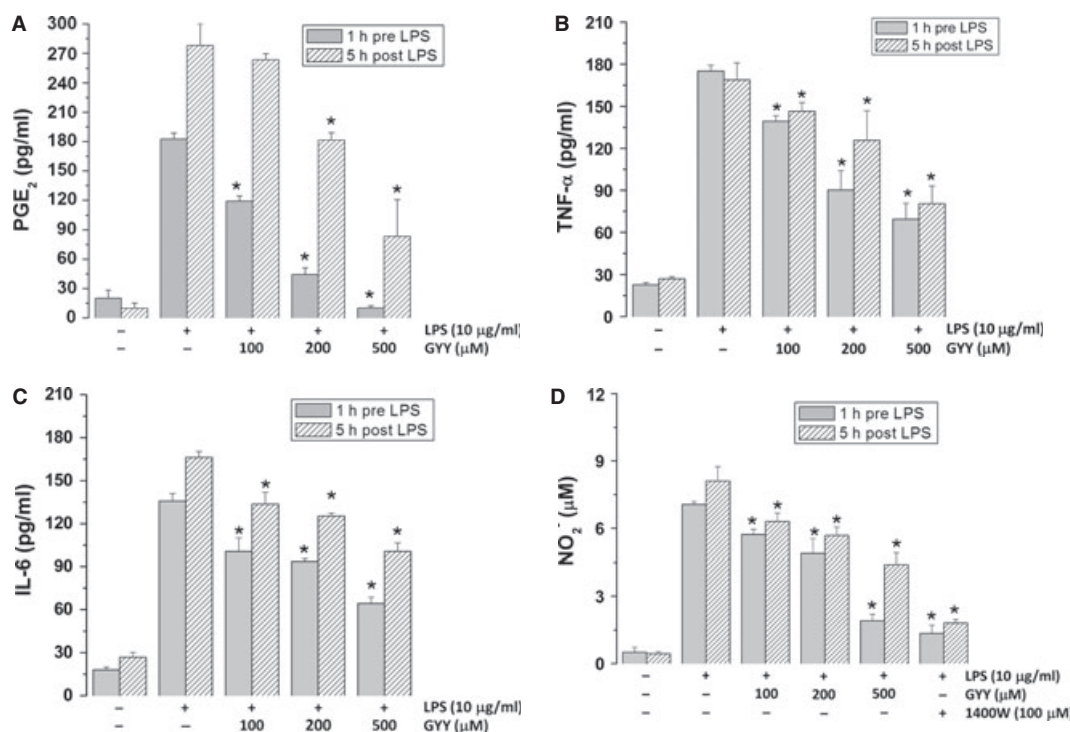 A
300
270
240
210
180
150
120
90
60
30
0
PGE₂ (pg/ml)
1 h pre LPS
5 h post LPS
* * * * *
– + + + + LPS (10 µg/ml)
– – 100 200 500 GYY (µM)
B
210
180
150
120
90
60
30
0
TNF-α (pg/ml)
1 h pre LPS
5 h post LPS
* * * * * *
– + + + + LPS (10 µg/ml)
– – 100 200 500 GYY (µM)
C
210
180
150
120
90
60
30
0
IL-6 (pg/ml)
1 h pre LPS
5 h post LPS
* * * * * *
– + + + + LPS (10 µg/ml)
– – 100 200 500 GYY (µM)
D
12
9
6
3
0
NO₂⁻ (µM)
1 h pre LPS
5 h post LPS
* * * * * * * *
– + + + + + LPS (10 µg/ml)
– – 100 200 500 – GYY (µM)
– – – – – + 1400W (100 µM)